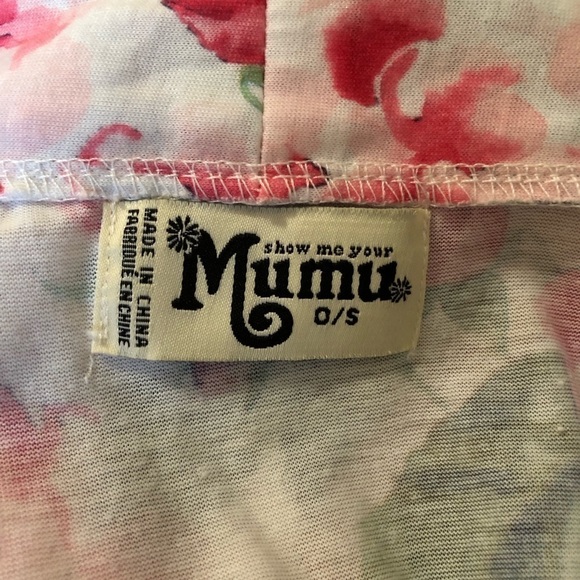 MADE IN CHINA
FABRIQUÉ EN CHINE
show me your
Mumu
O/S